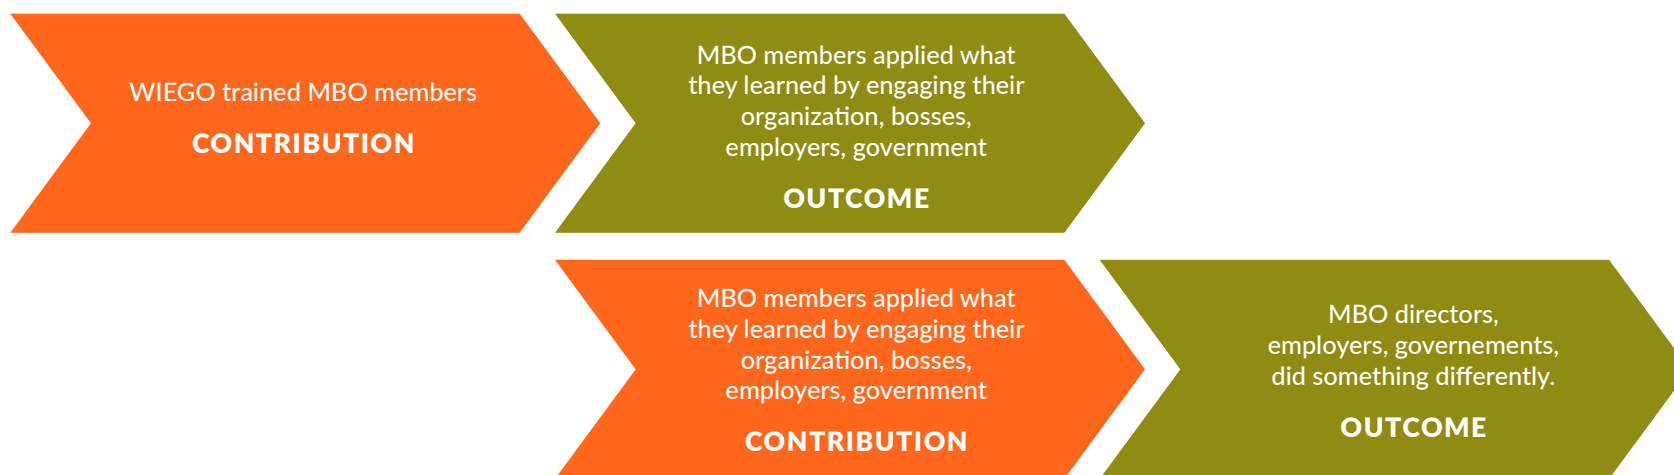 WIEGO trained MBO members
CONTRIBUTION
MBO members applied what
they learned by engaging their
organization, bosses,
employers, government
OUTCOME
MBO members applied what
they learned by engaging their
organization, bosses,
employers, government
CONTRIBUTION
MBO directors,
employers, governements,
did something differently.
OUTCOME